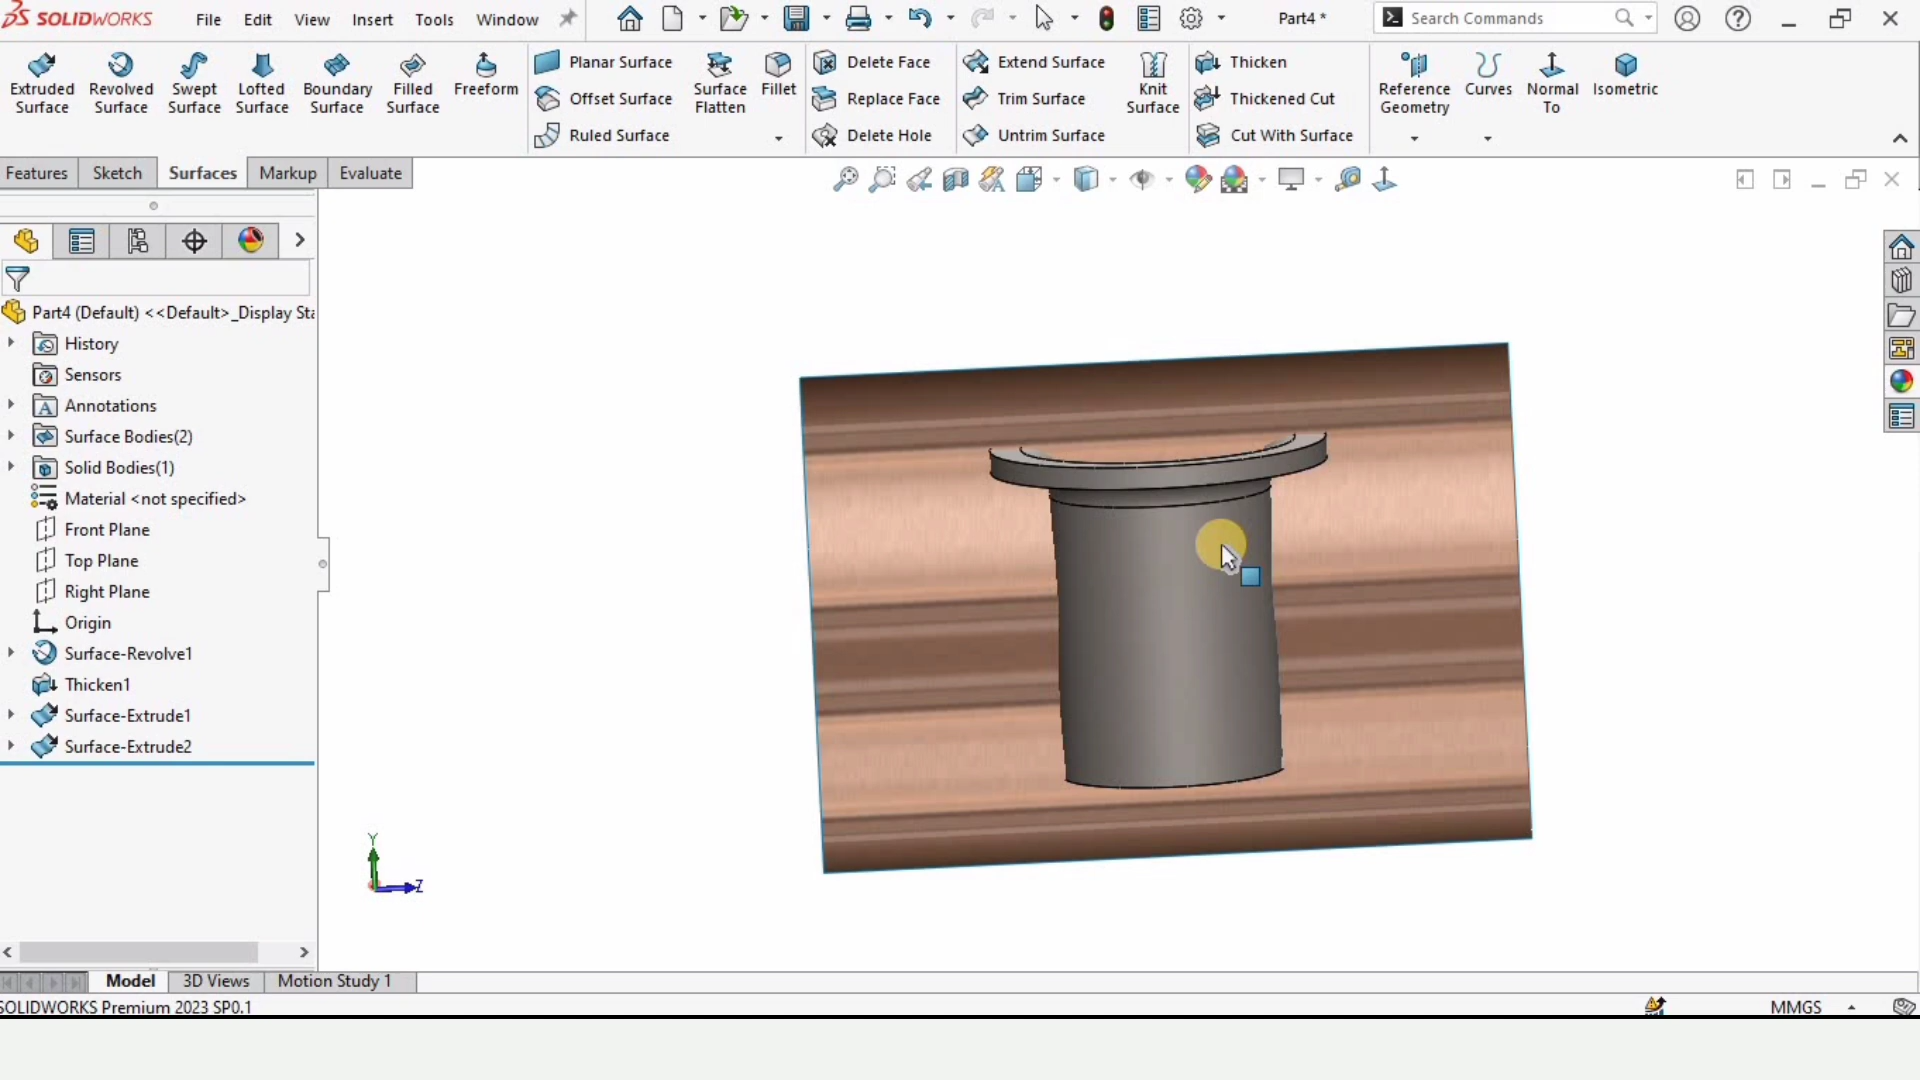 SOLIDWORKS File Edit View Insert Tools Window Part4 * Search Commands
Extruded Surface
Revolved Surface
Swept Surface
Lofted Surface
Boundary Surface
Filled Surface
Freeform
Planar Surface
Offset Surface
Ruled Surface
Surface Flatten
Fillet
Delete Face
Replace Face
Delete Hole
Extend Surface
Trim Surface
Untrim Surface
Knit Surface
Thicken
Thickened Cut
Cut With Surface
Reference Geometry
Curves
Normal To
Isometric
Features Sketch Surfaces Markup Evaluate
Part4 (Default) <<Default>_Display Sta
History
Sensors
Annotations
Surface Bodies(2)
Solid Bodies(1)
Material <not specified>
Front Plane
Top Plane
Right Plane
Origin
Surface-Revolve1
Thicken1
Surface-Extrude1
Surface-Extrude2
Y
Z
Model 3D Views Motion Study 1
SOLIDWORKS Premium 2023 SP0.1 MMGS